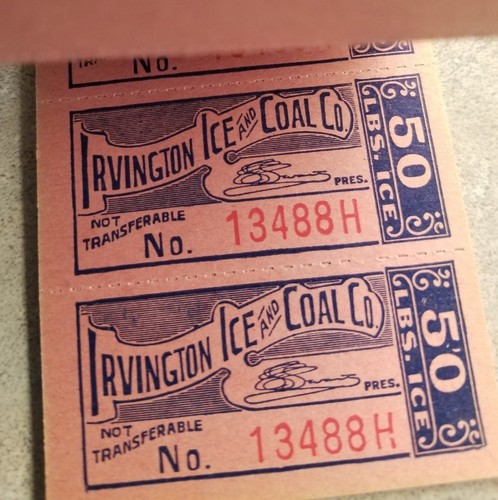 No.
IRVINGTON ICE AND COAL CO.
PRES.
NOT
TRANSFERABLE
No. 13488H
50
LBS. ICE
IRVINGTON ICE AND COAL CO.
PRES.
NOT
TRANSFERABLE
No. 13488H
50
LBS. ICE